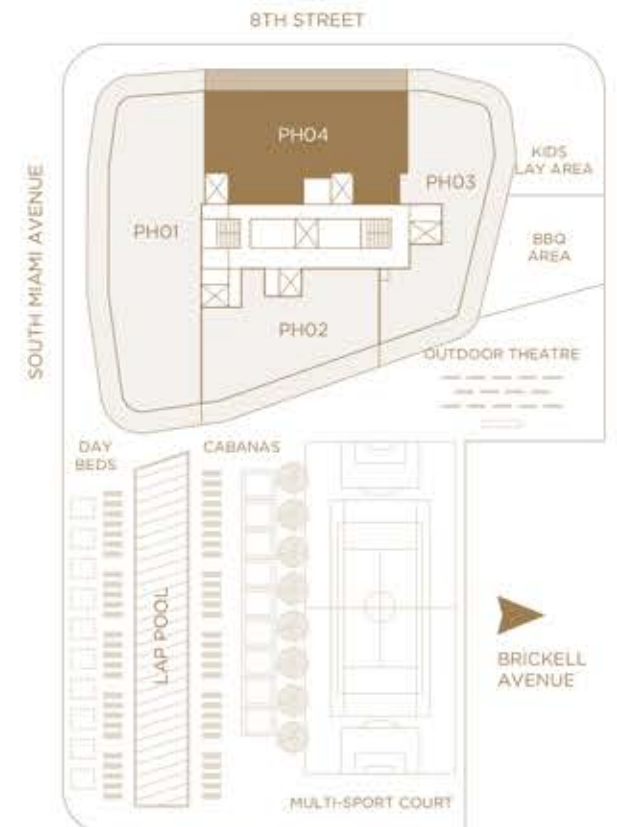 8TH STREET
SOUTH MIAMI AVENUE
PH04
KIDS
LAY AREA
PH03
PH01
BBQ
AREA
PH02
OUTDOOR THEATRE
DAY
BEDS
CABANAS
LAP POOL
BRICKELL
AVENUE
MULTI-SPORT COURT